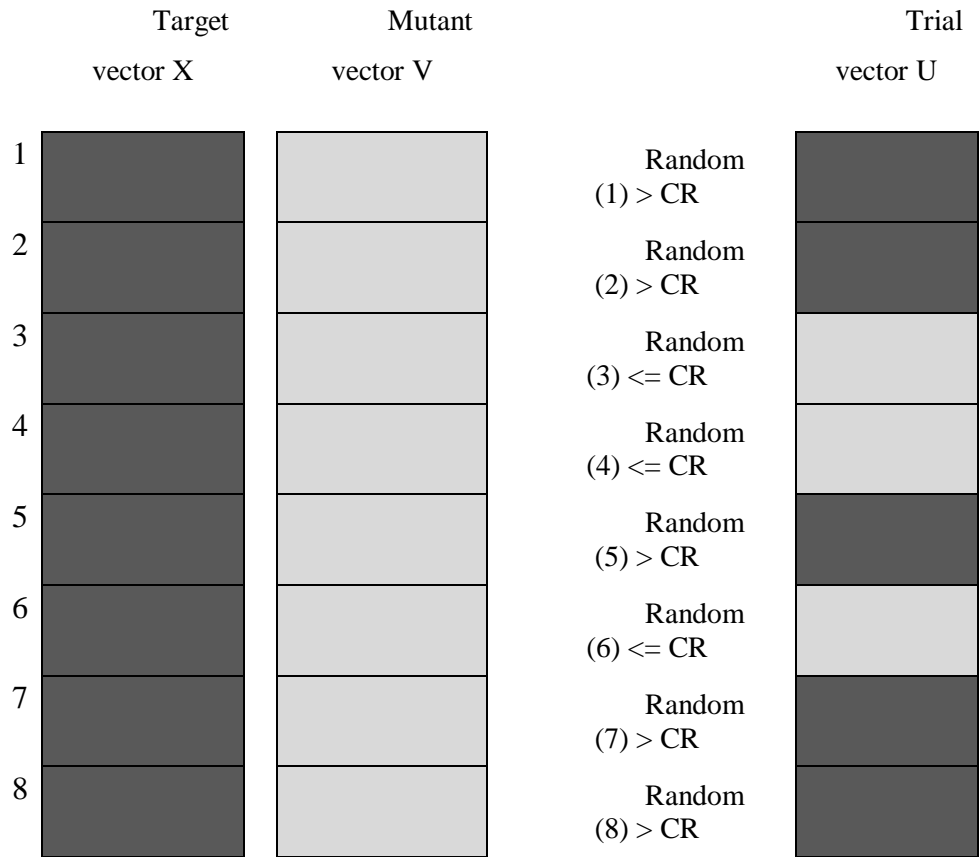 Target Mutant Trial
vector X vector V vector U
1 Random
(1) > CR
2 Random
(2) > CR
3 Random
(3) <= CR
4 Random
(4) <= CR
5 Random
(5) > CR
6 Random
(6) <= CR
7 Random
(7) > CR
8 Random
(8) > CR